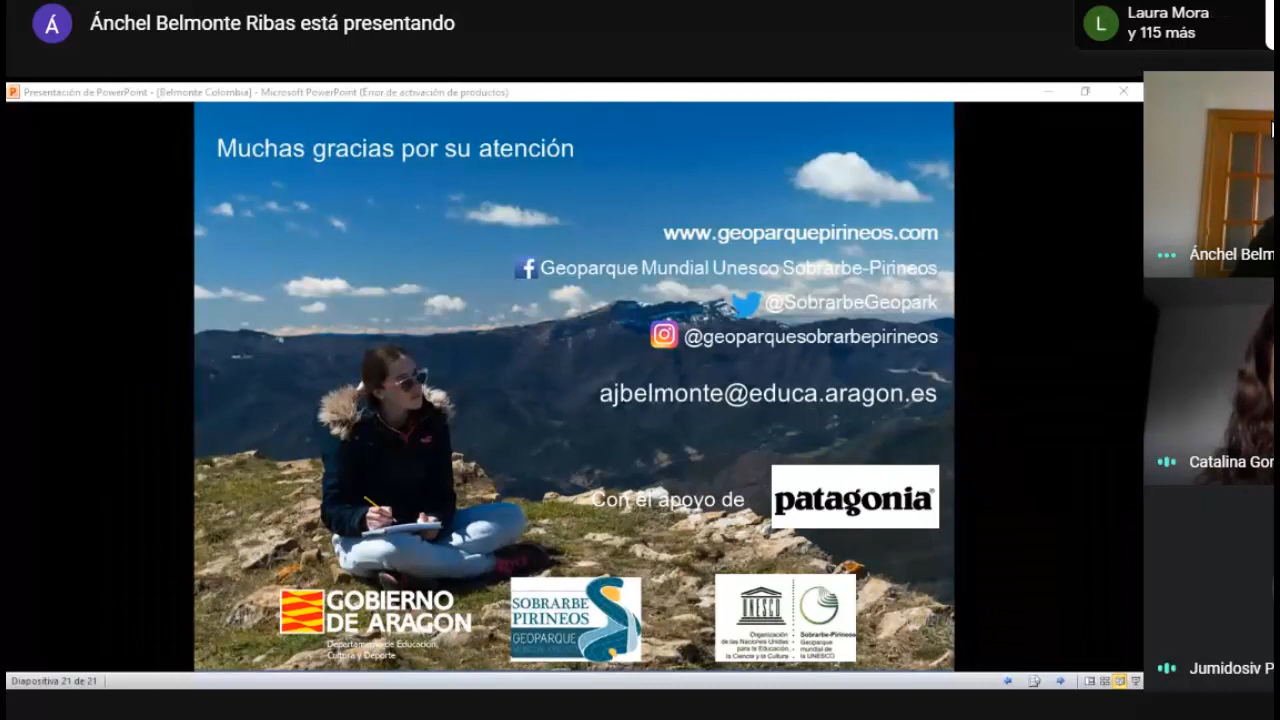 Á
Ánchel Belmonte Ribas está presentando
L
Laura Mora
y 115 más
Presentación de PowerPoint - [Belmonte Colombia] - Microsoft PowerPoint (Error de activación de productos)
Muchas gracias por su atención
www.geoparquepirineos.com
Geoparque Mundial Unesco Sobrarbe-Pirineos
@SobrarbeGeopark
@geoparquesobrarbepirineos
ajbelmonte@educa.aragon.es
Con el apoyo de
patagonia®
GOBIERNO
DE ARAGON
Departamento de Educación,
Cultura y Deporte
SOBRARBE
PIRINEOS
GEOPARQUE
UNESCO
Organización
de las Naciones Unidas
para la Educación,
la Ciencia y la Cultura
Sobrarbe-Pirineos
Geoparque
mundial de
la UNESCO
Ánchel Belm
Catalina Gor
Jumidosiv P
Diapositiva 21 de 21